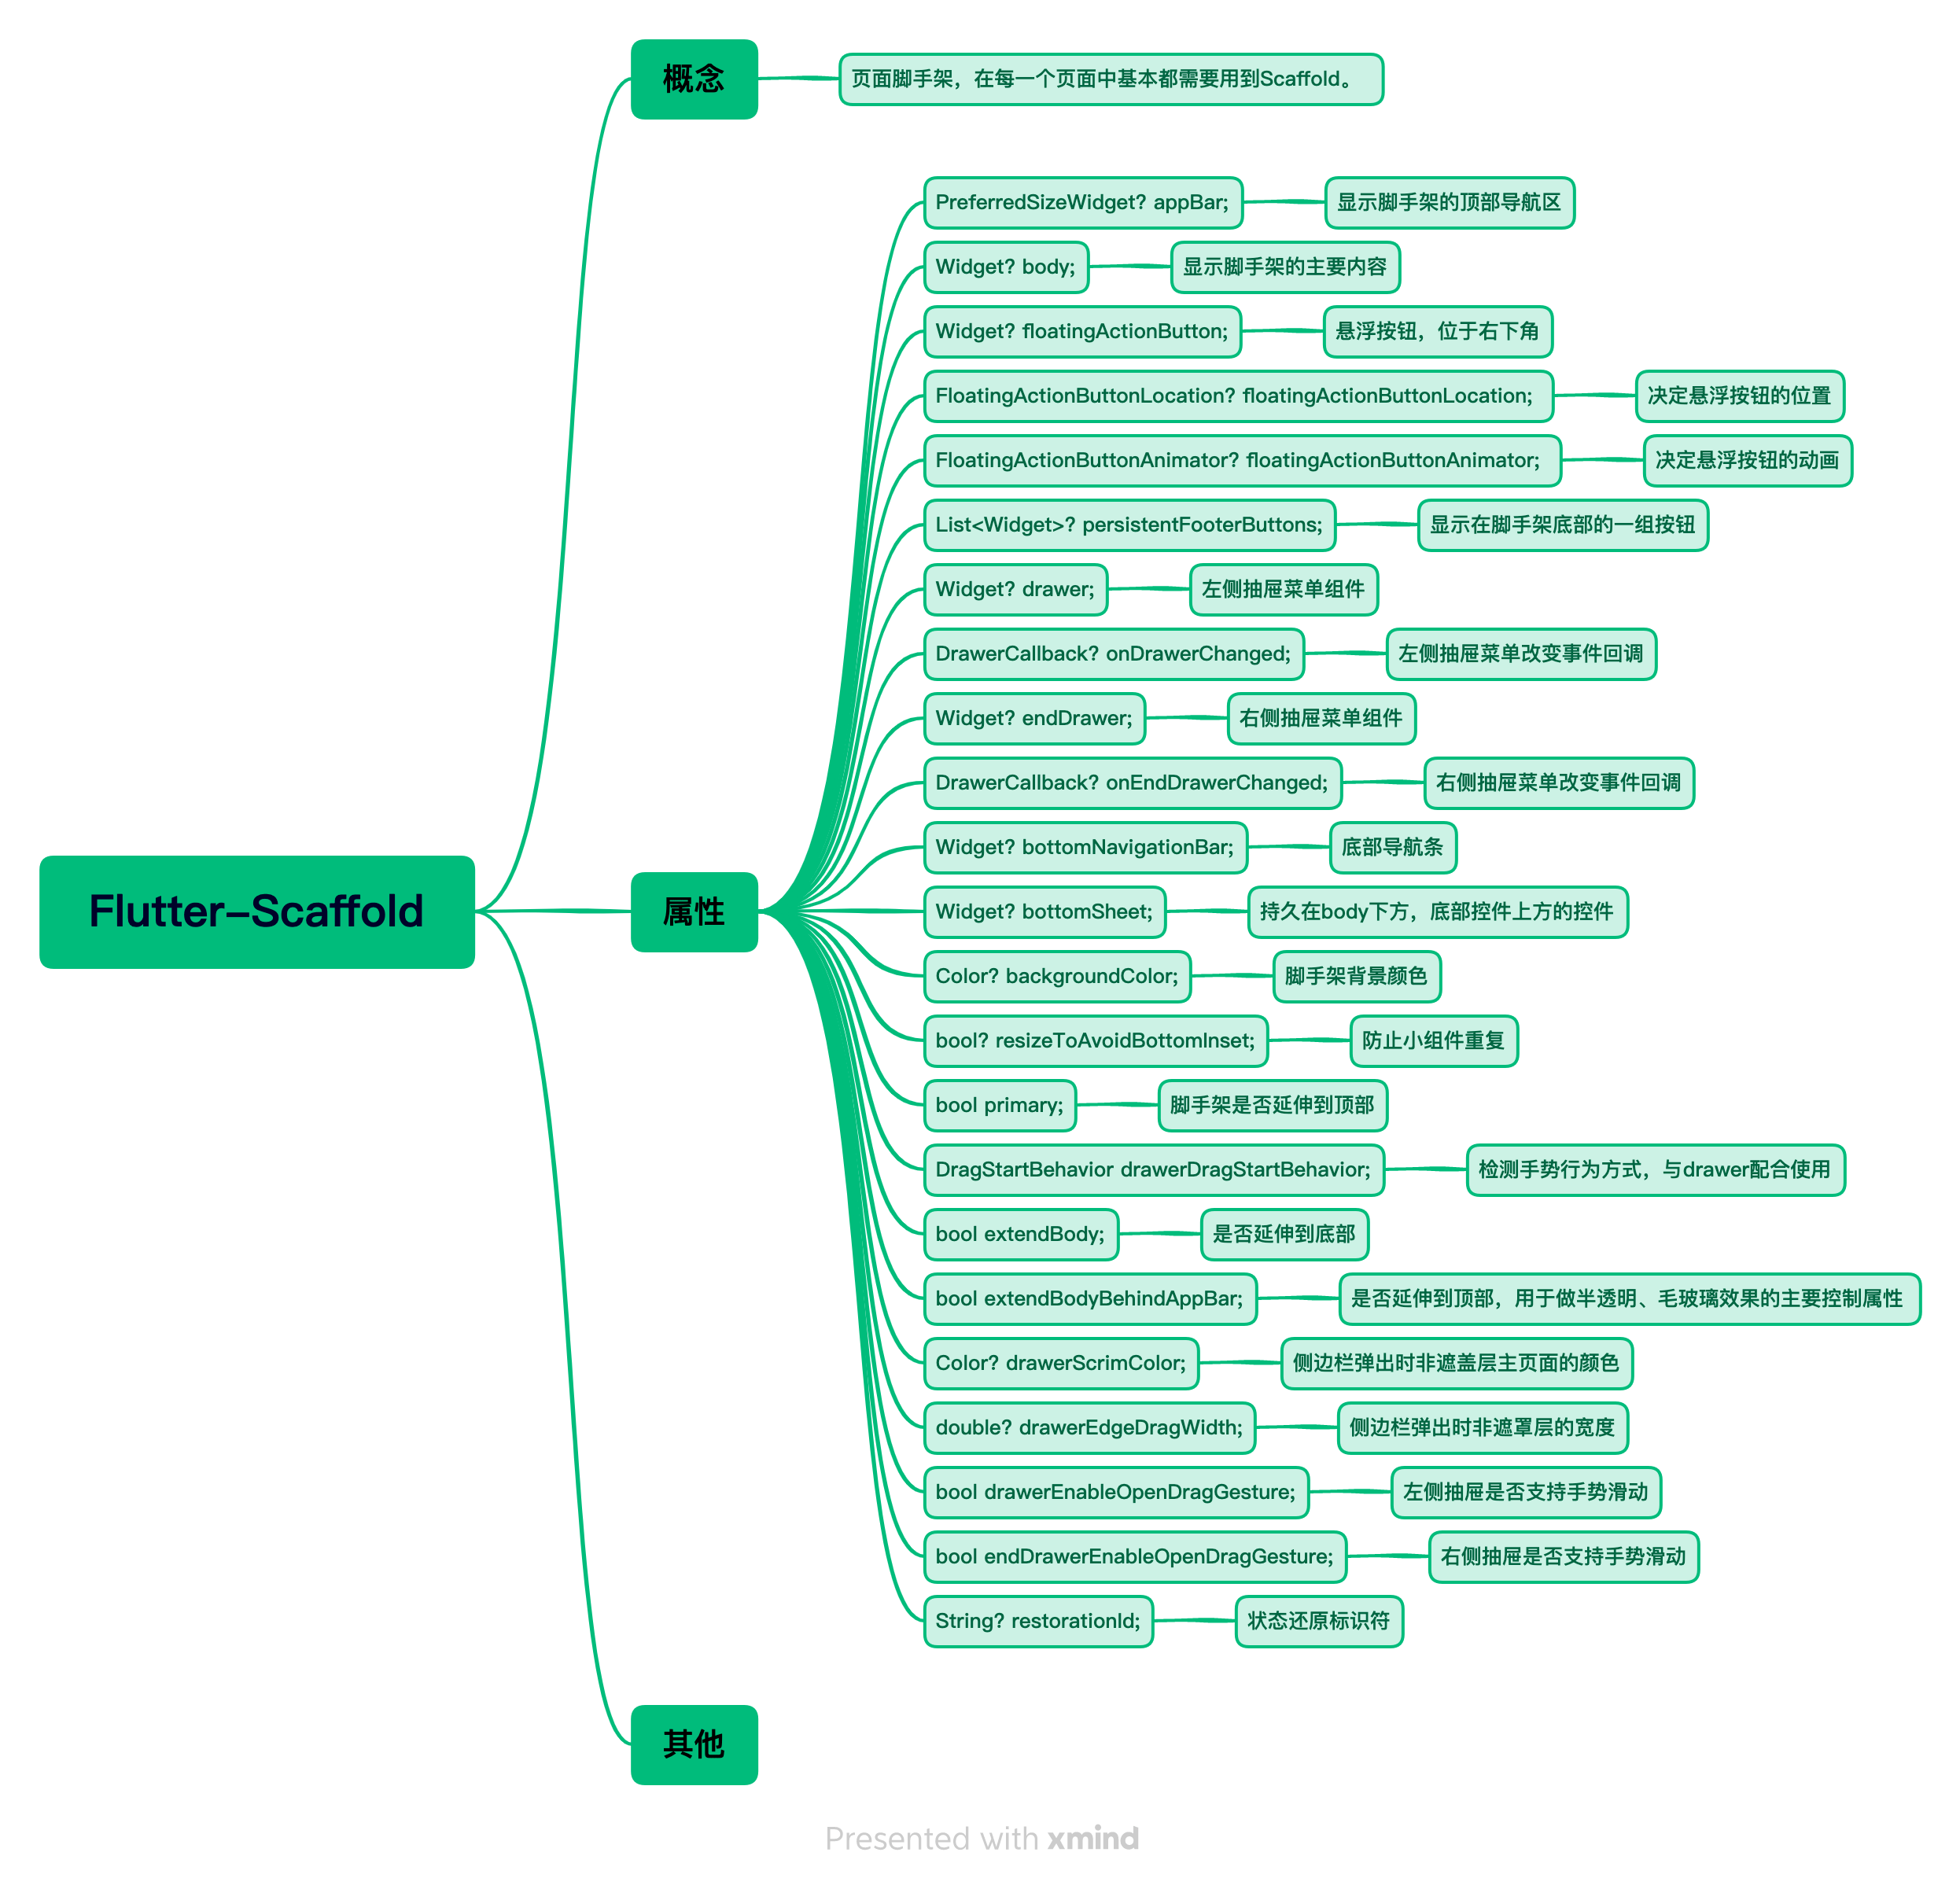 概念
页面脚手架，在每一个页面中基本都需要用到Scaffold。
PreferredSizeWidget? appBar;
显示脚手架的顶部导航区
Widget? body;
显示脚手架的主要内容
Widget? floatingActionButton;
悬浮按钮，位于右下角
FloatingActionButtonLocation? floatingActionButtonLocation;
决定悬浮按钮的位置
FloatingActionButtonAnimator? floatingActionButtonAnimator;
决定悬浮按钮的动画
List<Widget>? persistentFooterButtons;
显示在脚手架底部的一组按钮
Widget? drawer;
左侧抽屉菜单组件
DrawerCallback? onDrawerChanged;
左侧抽屉菜单改变事件回调
Widget? endDrawer;
右侧抽屉菜单组件
DrawerCallback? onEndDrawerChanged;
右侧抽屉菜单改变事件回调
Widget? bottomNavigationBar;
底部导航条
Flutter-Scaffold
属性
Widget? bottomSheet;
持久在body下方，底部控件上方的控件
Color? backgroundColor;
脚手架背景颜色
bool? resizeToAvoidBottomInset;
防止小组件重复
bool primary;
脚手架是否延伸到顶部
DragStartBehavior drawerDragStartBehavior;
检测手势行为方式，与drawer配合使用
bool extendBody;
是否延伸到底部
bool extendBodyBehindAppBar;
是否延伸到顶部，用于做半透明、毛玻璃效果的主要控制属性
Color? drawerScrimColor;
侧边栏弹出时非遮盖层主页面的颜色
double? drawerEdgeDragWidth;
侧边栏弹出时非遮罩层的宽度
bool drawerEnableOpenDragGesture;
左侧抽屉是否支持手势滑动
bool endDrawerEnableOpenDragGesture;
右侧抽屉是否支持手势滑动
String? restorationId;
状态还原标识符
其他
Presented with xmind